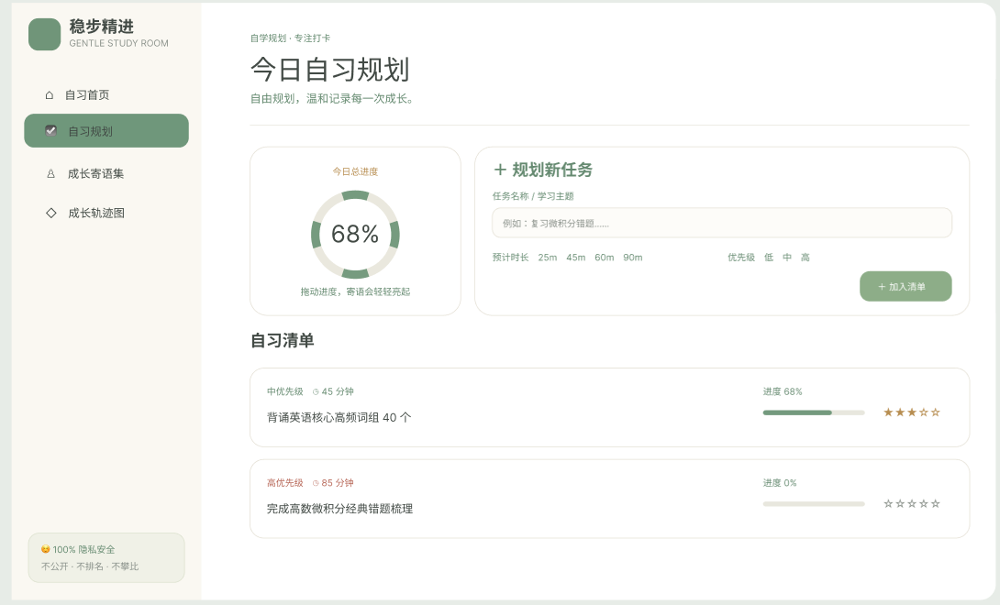 稳步精进
GENTLE STUDY ROOM
自习首页
自习规划
成长寄语集
成长轨迹图
100% 隐私安全
不公开 · 不排名 · 不攀比
自学规划 · 专注打卡
今日自习规划
自由规划，温和记录每一次成长。
今日总进度
68%
拖动进度，寄语会轻轻亮起
＋ 规划新任务
任务名称 / 学习主题
例如：复习微积分错题……
预计时长 25m 45m 60m 90m
优先级 低 中 高
＋ 加入清单
自习清单
中优先级 45 分钟
背诵英语核心高频词组 40 个
进度 68%
★★★☆☆
高优先级 85 分钟
完成高数微积分经典错题梳理
进度 0%
☆☆☆☆☆